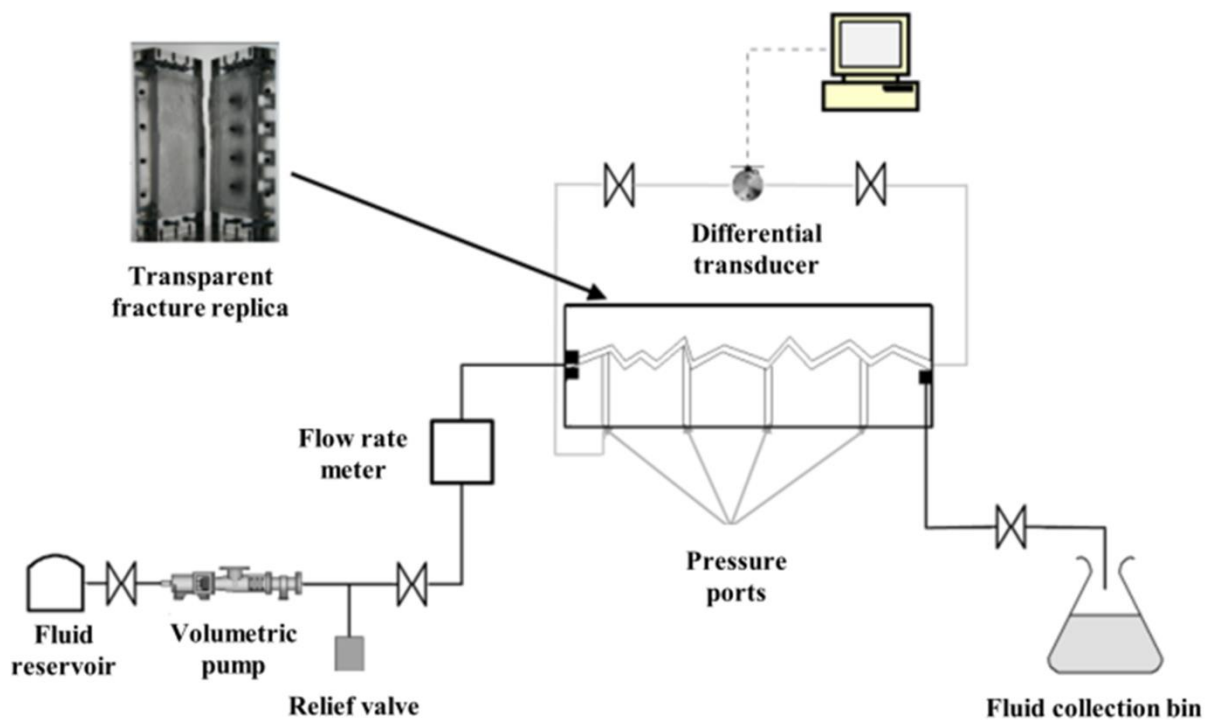 Transparent
fracture replica
Differential
transducer
Flow rate
meter
Pressure
ports
Fluid
reservoir
Volumetric
pump
Relief valve
Fluid collection bin